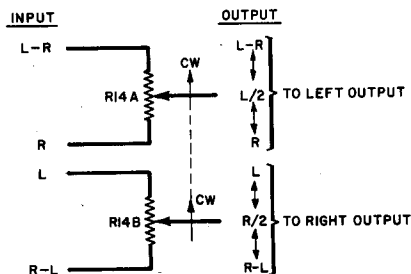 INPUT
OUTPUT
L-R
CW
L-R
R14A
L/2
TO LEFT OUTPUT
R
R
L
L
CW
R14B
R/2
TO RIGHT OUTPUT
R-L
R-L